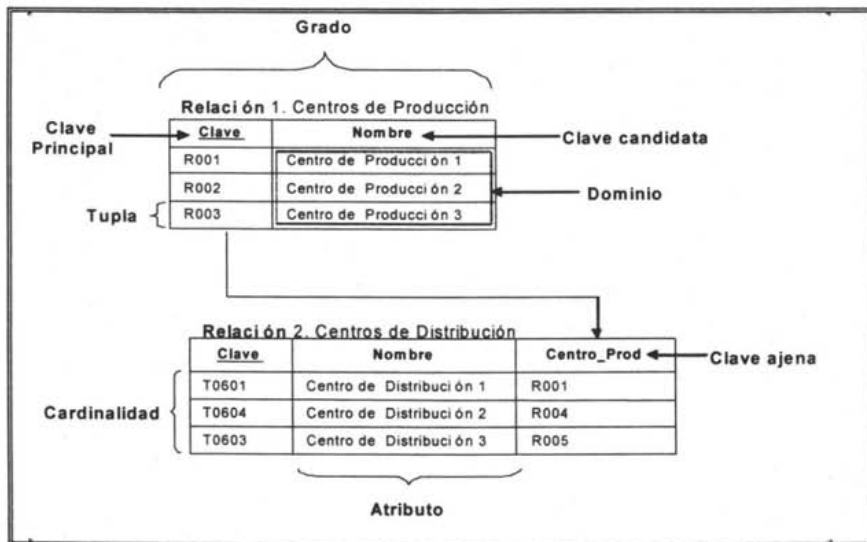 Grado
Relación 1. Centros de Producción
Clave Principal
Clave Nombre
Clave candidata
R001 Centro de Producción 1
R002 Centro de Producción 2
Dominio
Tupla
R003 Centro de Producción 3
Relación 2. Centros de Distribución
Clave Nombre Centro_Prod
Clave ajena
T0601 Centro de Distribución 1 R001
Cardinalidad
T0604 Centro de Distribución 2 R004
T0603 Centro de Distribución 3 R005
Atributo